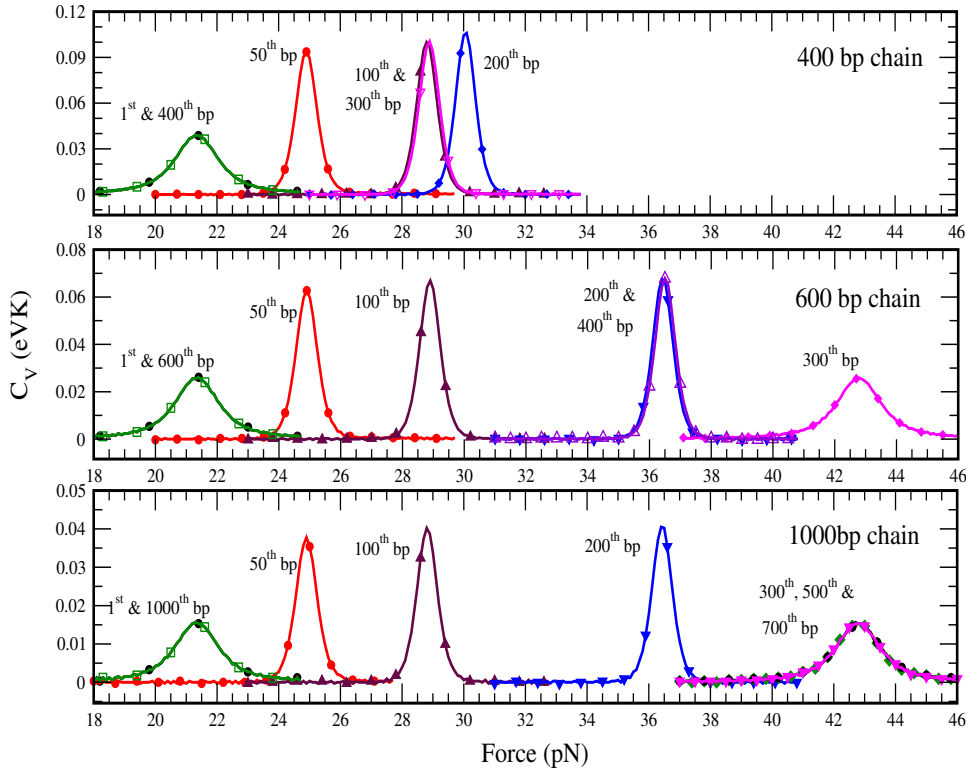 0.12
0.09
0.06
0.03
0
50th bp
100th &
300th bp
200th bp
400 bp chain
1st & 400th bp
18 20 22 24 26 28 30 32 34 36 38 40 42 44 46
0.08
0.06
0.04
0.02
0
50th bp
100th bp
200th &
400th bp
600 bp chain
1st & 600th bp
300th bp
18 20 22 24 26 28 30 32 34 36 38 40 42 44 46
CV (eVK)
0.05
0.04
0.03
0.02
0.01
0
50th bp
100th bp
200th bp
1000bp chain
1st & 1000th bp
300th, 500th &
700th bp
18 20 22 24 26 28 30 32 34 36 38 40 42 44 46
Force (pN)